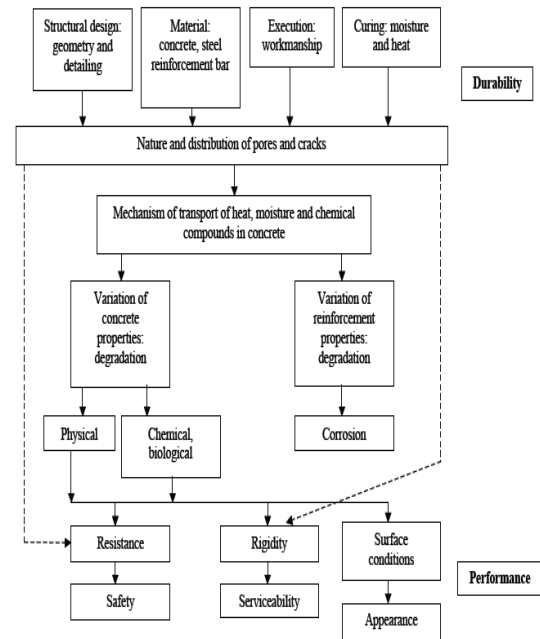 Structural design:
geometry and
detailing
Material:
concrete, steel
reinforcement bar
Execution:
workmanship
Curing: moisture
and heat
Durability
Nature and distribution of pores and cracks
Mechanism of transport of heat, moisture and chemical
compounds in concrete
Variation of
concrete
properties:
degradation
Variation of
reinforcement
properties:
degradation
Physical
Chemical,
biological
Corrosion
Resistance
Rigidity
Surface
conditions
Performance
Safety
Serviceability
Appearance